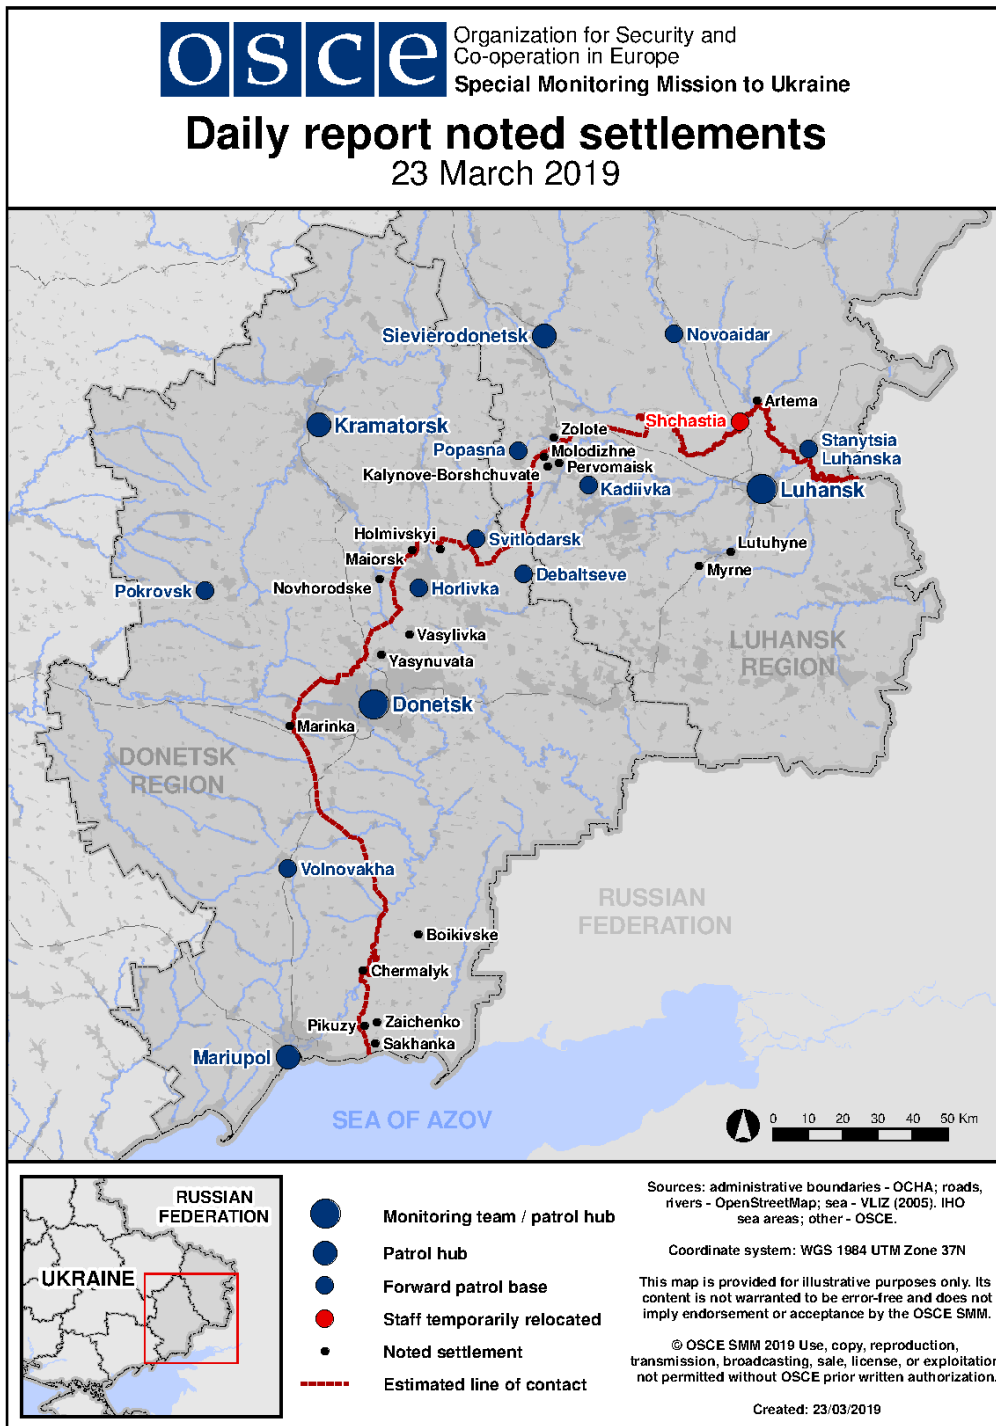 osce
Organization for Security and
Co-operation in Europe
Special Monitoring Mission to Ukraine
Daily report noted settlements
23 March 2019
Sievierodonetsk
Novoaidar
Artema
Shchastia
Kramatorsk
Zolote
Stanytsia
Luhanska
Popasna
Molodizhne
Pervomaisk
Kalynove-Borshchuvate
Kadiivka
Luhansk
Holmivskyi
Svitlodarsk
Maiorsk
Lutuhyne
Myrne
Novhorodske
Debaltseve
Pokrovsk
Horlivka
Vasylivka
LUHANSK
REGION
Yasynuvata
Donetsk
Marinka
DONETSK
REGION
Volnovakha
RUSSIAN
FEDERATION
Boikivske
Chermalyk
Pikuzy
Zaichenko
Sakhanka
Mariupol
SEA OF AZOV
0 10 20 30 40 50 Km
RUSSIAN
FEDERATION
UKRAINE
Monitoring team / patrol hub
Patrol hub
Forward patrol base
Staff temporarily relocated
Noted settlement
Estimated line of contact
Sources: administrative boundaries - OCHA; roads,
rivers - OpenStreetMap; sea - VLIZ (2005). IHO
sea areas; other - OSCE.
Coordinate system: WGS 1984 UTM Zone 37N
This map is provided for illustrative purposes only. Its
content is not warranted to be error-free and does not
imply endorsement or acceptance by the OSCE SMM.
© OSCE SMM 2019 Use, copy, reproduction,
transmission, broadcasting, sale, license, or exploitation
not permitted without OSCE prior written authorization.
Created: 23/03/2019